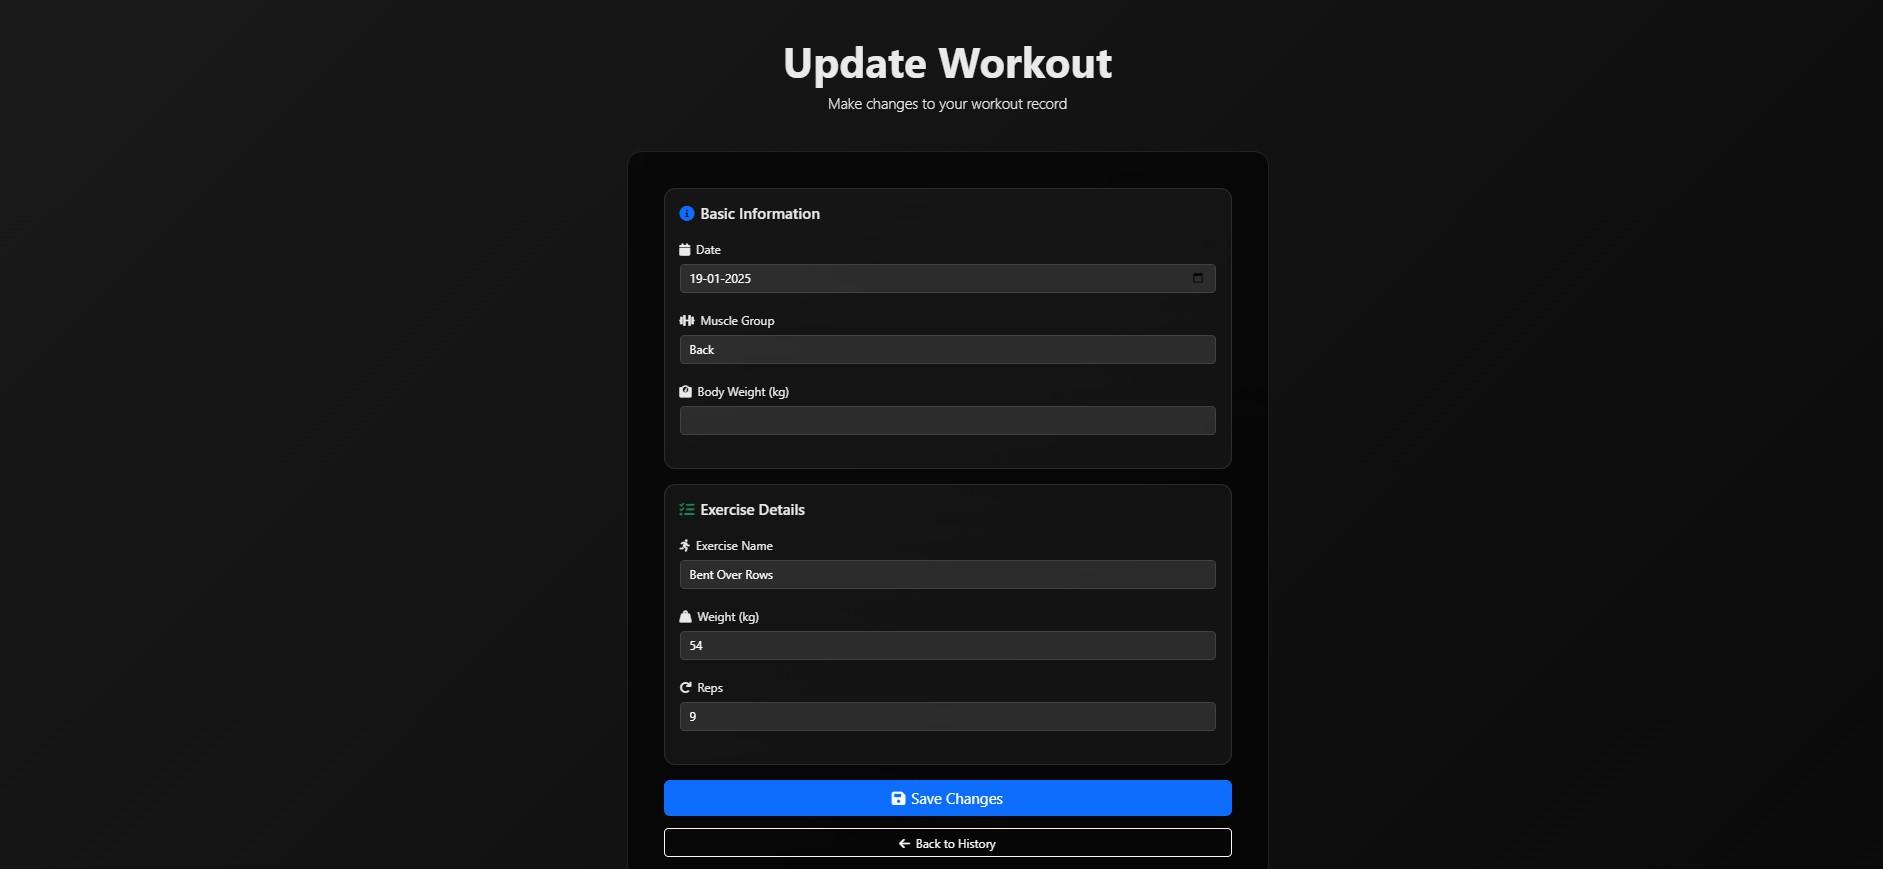 Update Workout
Make changes to your workout record
Basic Information
Date
19-01-2025
Muscle Group
Back
Body Weight (kg)
Exercise Details
Exercise Name
Bent Over Rows
Weight (kg)
54
Reps
9
Save Changes
Back to History